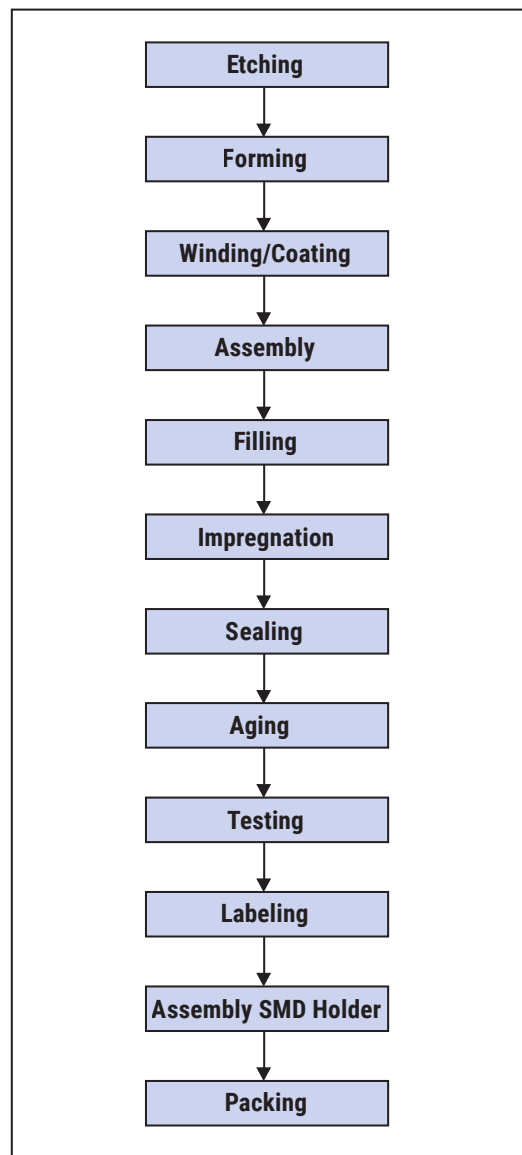 Etching
Forming
Winding/Coating
Assembly
Filling
Impregnation
Sealing
Aging
Testing
Labeling
Assembly SMD Holder
Packing